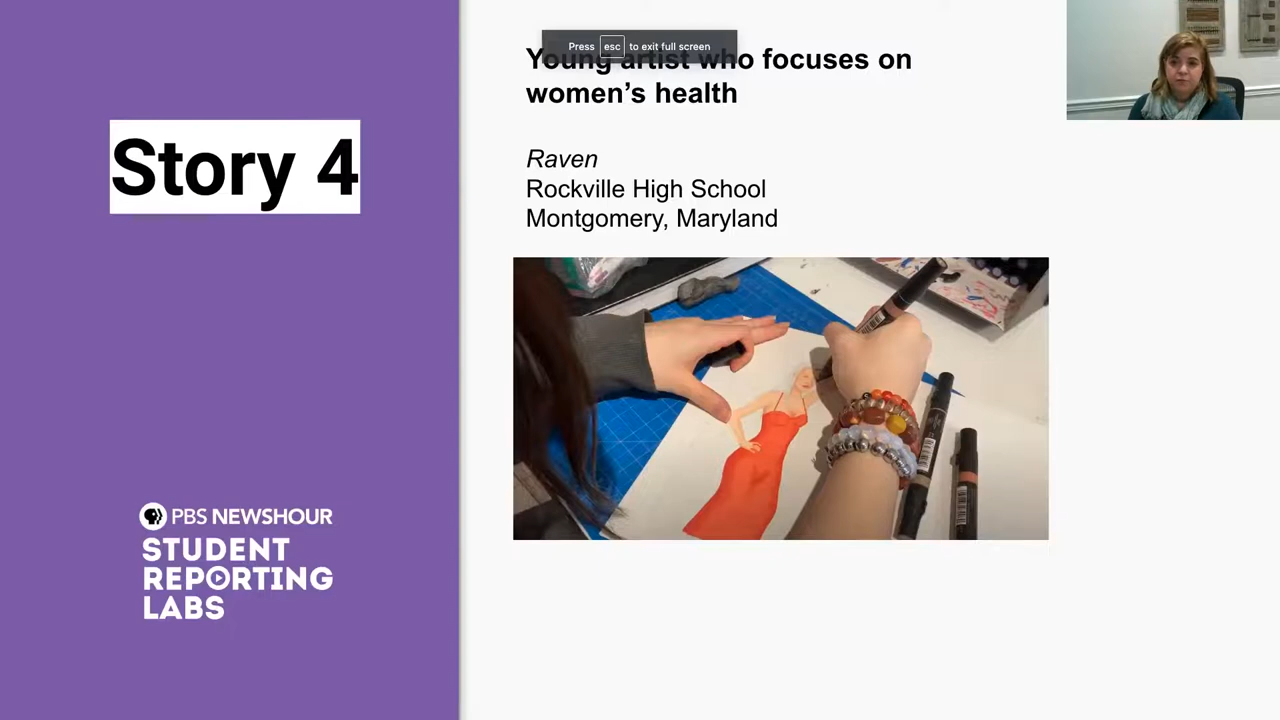 Press esc to exit full screen
Young artist who focuses on
women's health
Story 4
Raven
Rockville High School
Montgomery, Maryland
PBS NEWSHOUR
STUDENT
REPORTING
LABS